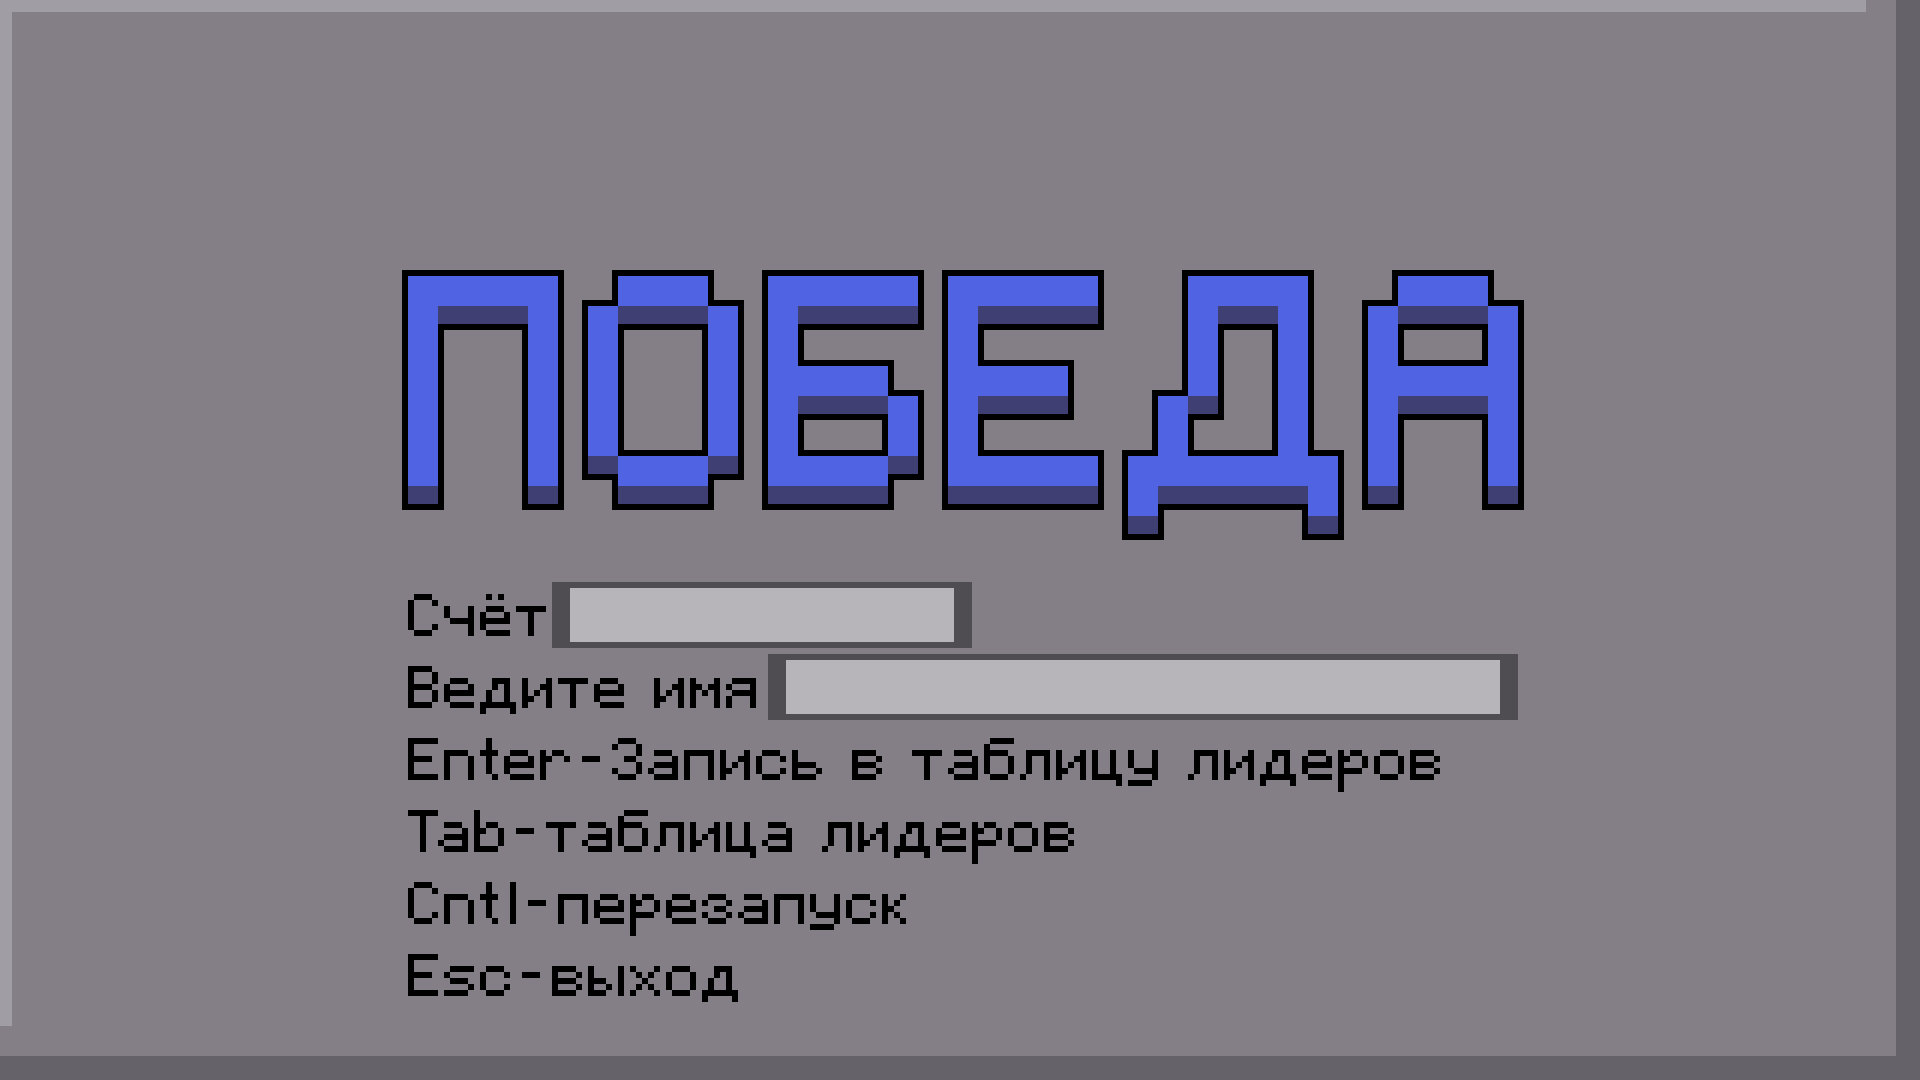 ПОБЕДА
Счёт
Ведите имя
Enter-Запись в таблицу лидеров
Tab-таблица лидеров
Cntl-перезапуск
Esc-выход